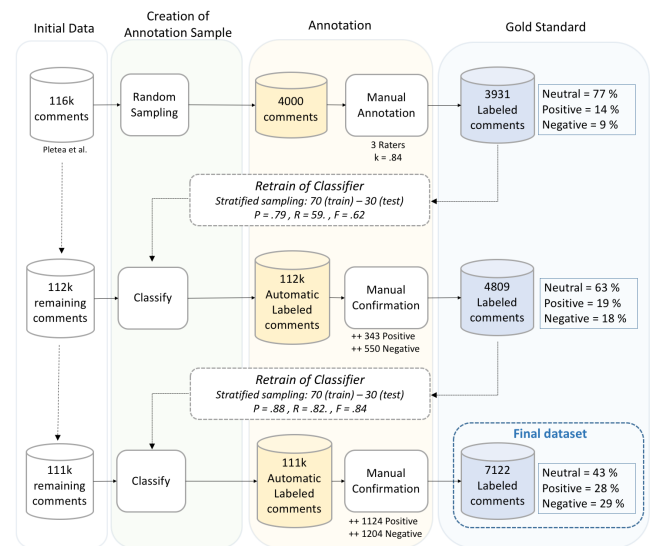 Initial Data
Creation of
Annotation Sample
Annotation
Gold Standard
116k
comments
Pletea et al.
Random
Sampling
4000
comments
Manual
Annotation
3 Raters
k = .84
3931
Labeled
comments
Neutral = 77 %
Positive = 14 %
Negative = 9 %
Retrain of Classifier
Stratified sampling: 70 (train) – 30 (test)
P = .79 , R = 59. , F = .62
112k
remaining
comments
Classify
112k
Automatic
Labeled
comments
Manual
Confirmation
++ 343 Positive
++ 550 Negative
4809
Labeled
comments
Neutral = 63 %
Positive = 19 %
Negative = 18 %
Retrain of Classifier
Stratified sampling: 70 (train) – 30 (test)
P = .88 , R = .82. , F = .84
111k
remaining
comments
Classify
111k
Automatic
Labeled
comments
Manual
Confirmation
++ 1124 Positive
++ 1204 Negative
Final dataset
7122
Labeled
comments
Neutral = 43 %
Positive = 28 %
Negative = 29 %